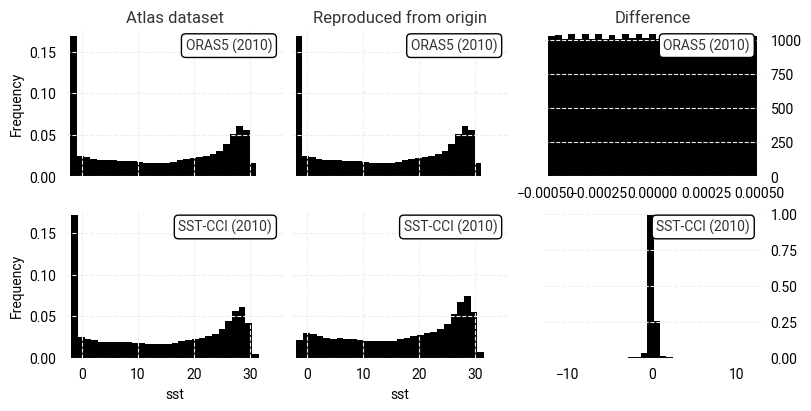 Atlas dataset Reproduced from origin Difference
ORAS5 (2010) ORAS5 (2010) ORAS5 (2010)
Frequency
0.15
0.10
0.05
0.00
1000
750
500
250
0
−0.00050 −0.00025 0.00000 0.00025 0.00050
SST-CCI (2010) SST-CCI (2010) SST-CCI (2010)
Frequency
0.15
0.10
0.05
0.00
1.00
0.75
0.50
0.25
0.00
0 10 20 30 0 10 20 30 −10 0 10
sst sst